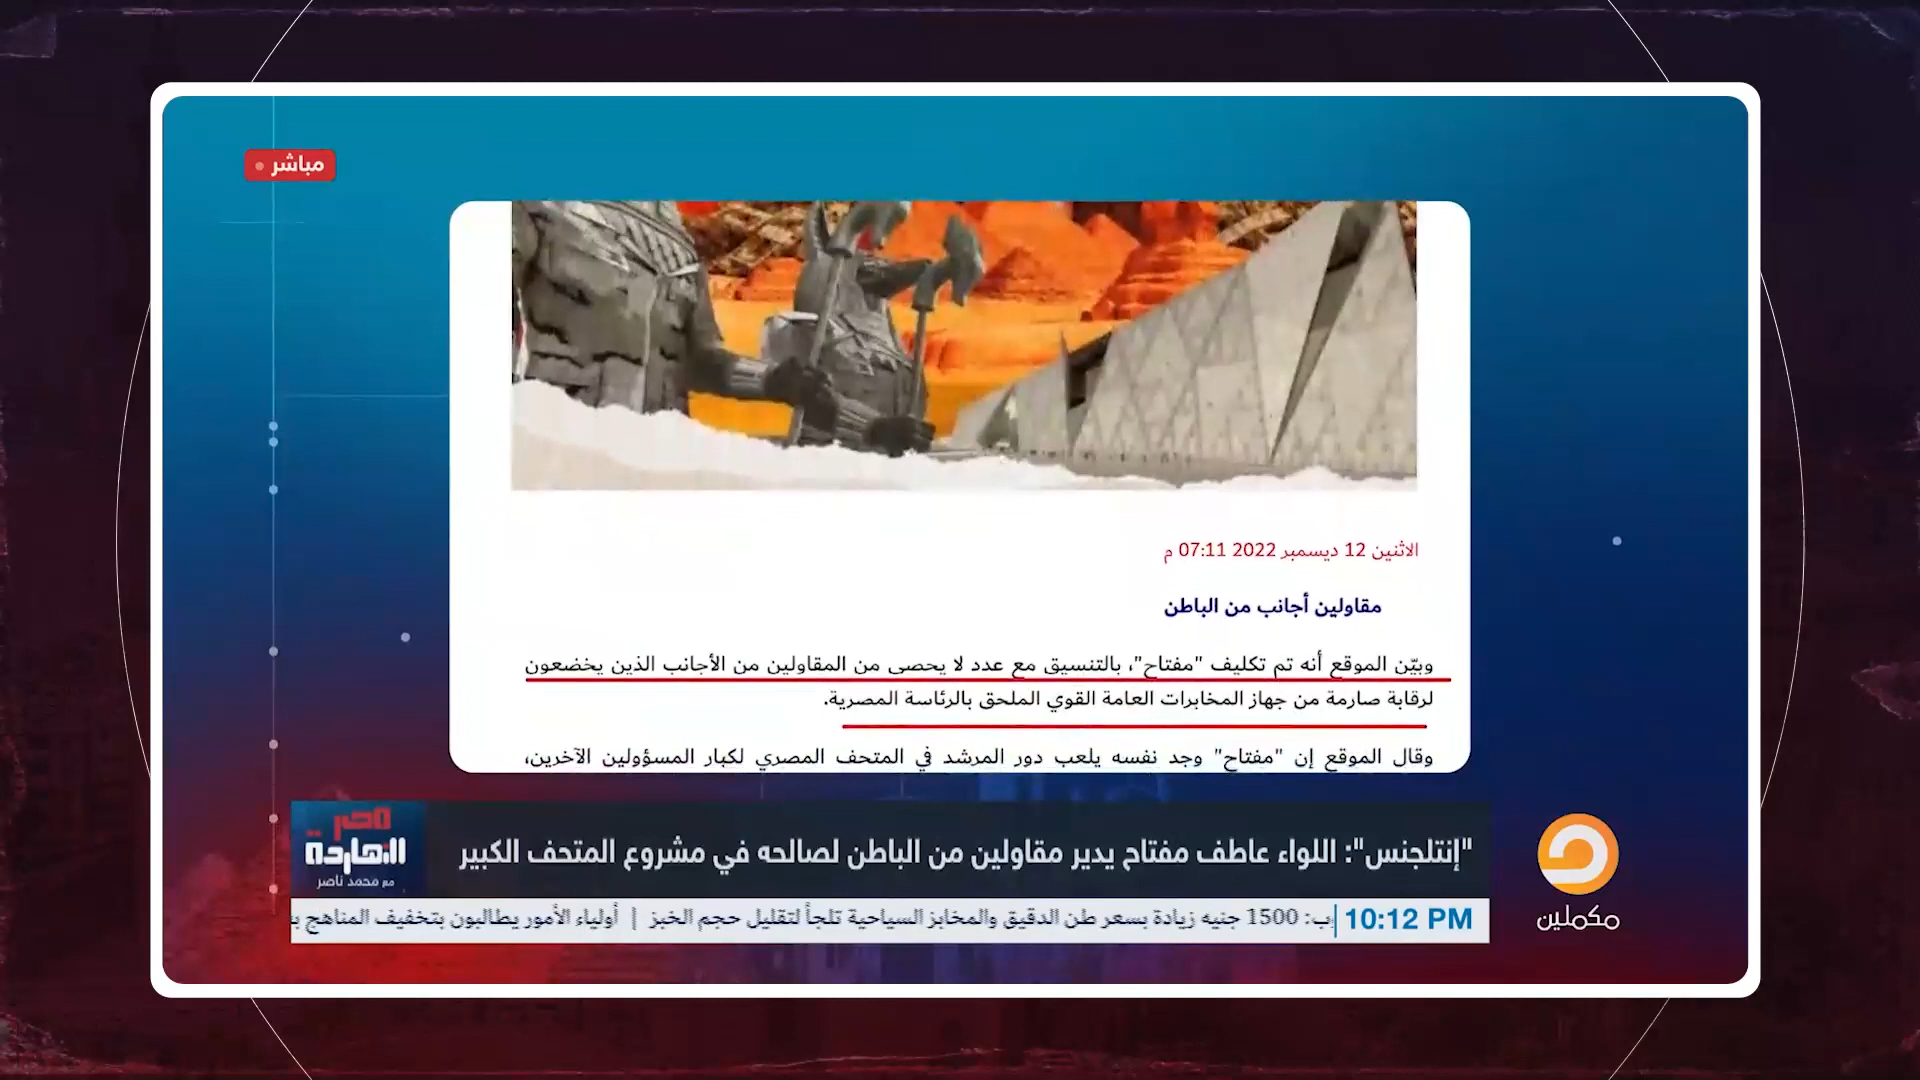 مباشر
الاثنين 12 ديسمبر 2022 07:11 م
مقاولين أجانب من الباطن
وبيّن الموقع أنه تم تكليف "مفتاح"، بالتنسيق مع عدد لا يحصى من المقاولين من الأجانب الذين يخضعون
لرقابة صارمة من جهاز المخابرات العامة القوي الملحق بالرئاسة المصرية.
وقال الموقع إن "مفتاح" وجد نفسه يلعب دور المرشد في المتحف المصري لكبار المسؤولين الآخرين،
"إنتلجنس": اللواء عاطف مفتاح يدير مقاولين من الباطن لصالحه في مشروع المتحف الكبير
مصر
النهاردة
مع محمد ناصر
10:12 PM
1500 جنيه زيادة بسعر طن الدقيق والمخابز السياحية تلجأ لتقليل حجم الخبز | أولياء الأمور يطالبون بتخفيف المناهج
مكملين